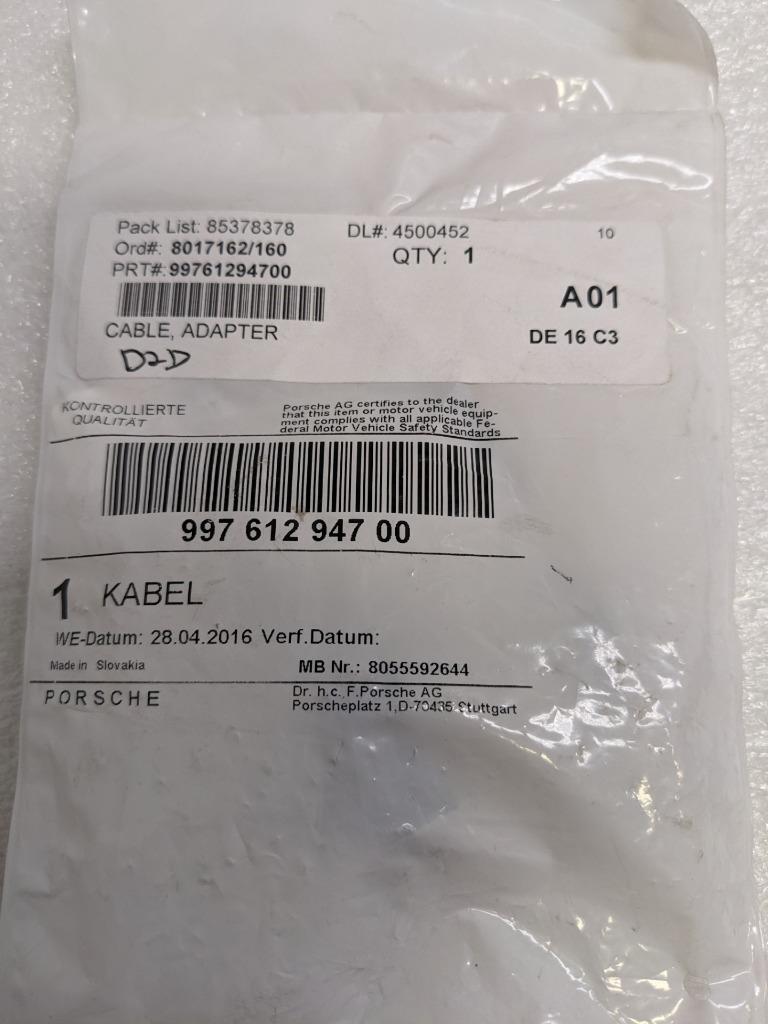 Pack List: 85378378 DL#: 4500452 10
Ord#: 8017162/160 QTY: 1
PRT#: 99761294700
A01
CABLE, ADAPTER DE 16 C3
D2D
KONTROLLIERTE
QUALITÄT
Porsche AG certifies to the dealer
that this item or motor vehicle equip-
ment complies with all applicable Fe-
deral Motor Vehicle Safety Standards
997 612 947 00
1 KABEL
WE-Datum: 28.04.2016 Verf.Datum:
Made in Slovakia MB Nr.: 8055592644
PORSCHE
Dr. h.c. F.Porsche AG
Porscheplatz 1,D-70435 Stuttgart